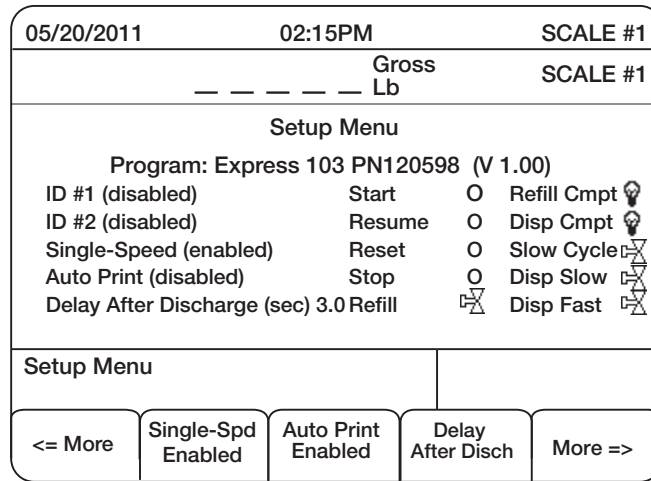 05/20/2011 02:15PM SCALE #1
Gross SCALE #1
_ _ _ _ _ Lb
Setup Menu
Program: Express 103 PN120598 (V 1.00)
ID #1 (disabled) Start O Refill Cmpt
ID #2 (disabled) Resume O Disp Cmpt
Single-Speed (enabled) Reset O Slow Cycle
Auto Print (disabled) Stop O Disp Slow
Delay After Discharge (sec) 3.0 Refill Disp Fast
Setup Menu
<= More Single-Spd Enabled Auto Print Enabled Delay After Disch More =>